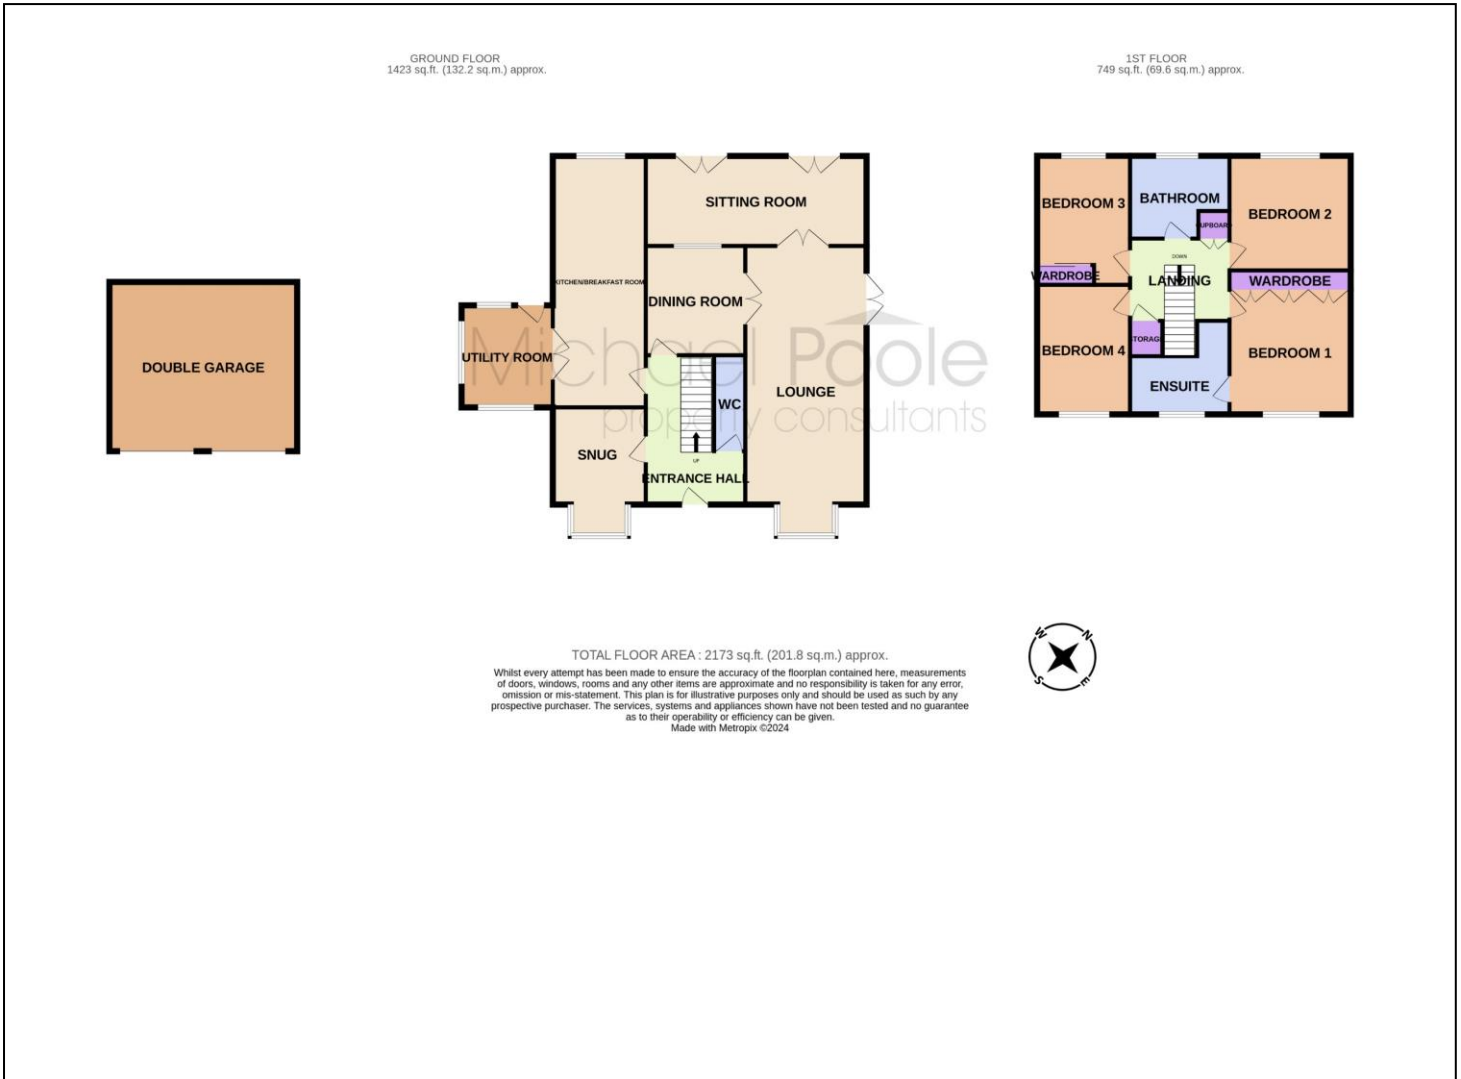 GROUND FLOOR
1423 sq.ft. (132.2 sq.m.) approx.
1ST FLOOR
749 sq.ft. (69.6 sq.m.) approx.
SITTING ROOM
KITCHEN/BREAKFAST ROOM
DINING ROOM
UTILITY ROOM
DOUBLE GARAGE
LOUNGE
WC
SNUG
UP
ENTRANCE HALL
BEDROOM 3
BATHROOM
BEDROOM 2
CUPBOARD
DOWN
WARDROBE
LANDING
WARDROBE
STORAGE
BEDROOM 4
BEDROOM 1
ENSUITE
Michael Poole
property consultants
W
N
S
E
TOTAL FLOOR AREA : 2173 sq.ft. (201.8 sq.m.) approx.
Whilst every attempt has been made to ensure the accuracy of the floorplan contained here, measurements
of doors, windows, rooms and any other items are approximate and no responsibility is taken for any error,
omission or mis-statement. This plan is for illustrative purposes only and should be used as such by any
prospective purchaser. The services, systems and appliances shown have not been tested and no guarantee
as to their operability or efficiency can be given.
Made with Metropix ©2024